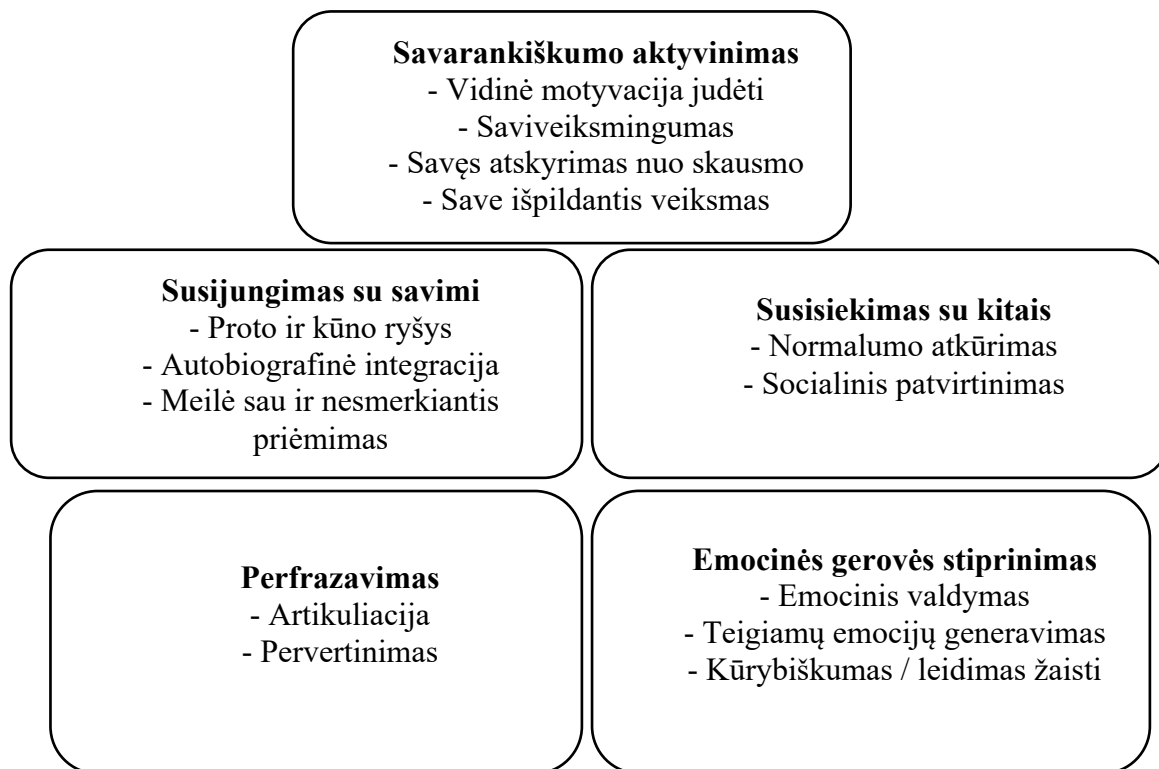 Savarankiškumo aktyvinimas
- Vidinė motyvacija judėti
- Saviveiksmingumas
- Savęs atskyrimas nuo skausmo
- Save išpildantis veiksmas
Susijungimas su savimi
- Proto ir kūno ryšys
- Autobiografinė integracija
- Meilė sau ir nesmerkiantis
priėmimas
Susisiekimas su kitais
- Normalumo atkūrimas
- Socialinis patvirtinimas
Perfrazavimas
- Artikuliacija
- Pervertinimas
Emocinės gerovės stiprinimas
- Emocinis valdymas
- Teigiamų emocijų generavimas
- Kūrybiškumas / leidimas žaisti